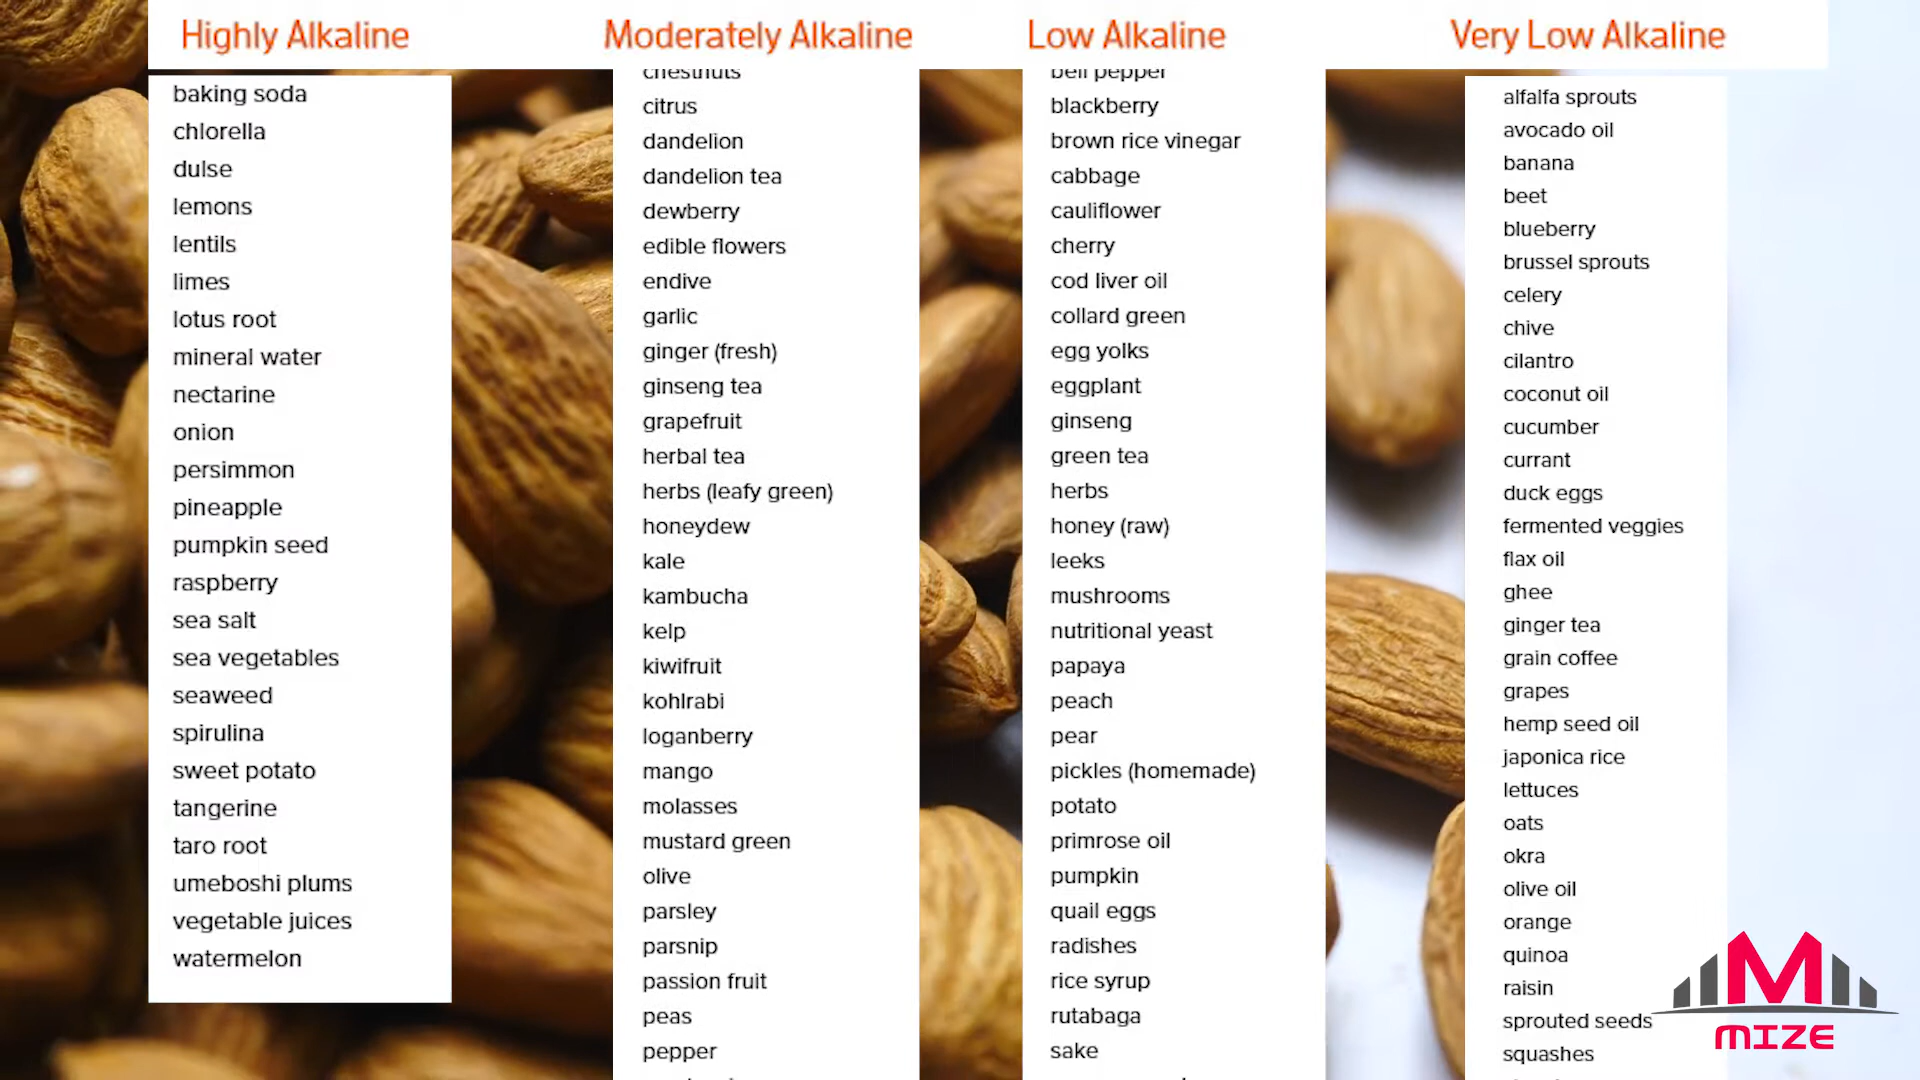 Highly Alkaline
baking soda
chlorella
dulse
lemons
lentils
limes
lotus root
mineral water
nectarine
onion
persimmon
pineapple
pumpkin seed
raspberry
sea salt
sea vegetables
seaweed
spirulina
sweet potato
tangerine
taro root
umeboshi plums
vegetable juices
watermelon
Moderately Alkaline
chestnuts
citrus
dandelion
dandelion tea
dewberry
edible flowers
endive
garlic
ginger (fresh)
ginseng tea
grapefruit
herbal tea
herbs (leafy green)
honeydew
kale
kambucha
kelp
kiwifruit
kohlrabi
loganberry
mango
molasses
mustard green
olive
parsley
parsnip
passion fruit
peas
pepper
Low Alkaline
bell pepper
blackberry
brown rice vinegar
cabbage
cauliflower
cherry
cod liver oil
collard green
egg yolks
eggplant
ginseng
green tea
herbs
honey (raw)
leeks
mushrooms
nutritional yeast
papaya
peach
pear
pickles (homemade)
potato
primrose oil
pumpkin
quail eggs
radishes
rice syrup
rutabaga
sake
Very Low Alkaline
alfalfa sprouts
avocado oil
banana
beet
blueberry
brussel sprouts
celery
chive
cilantro
coconut oil
cucumber
currant
duck eggs
fermented veggies
flax oil
ghee
ginger tea
grain coffee
grapes
hemp seed oil
japonica rice
lettuces
oats
okra
olive oil
orange
quinoa
raisin
sprouted seeds
squashes
M
MIZE